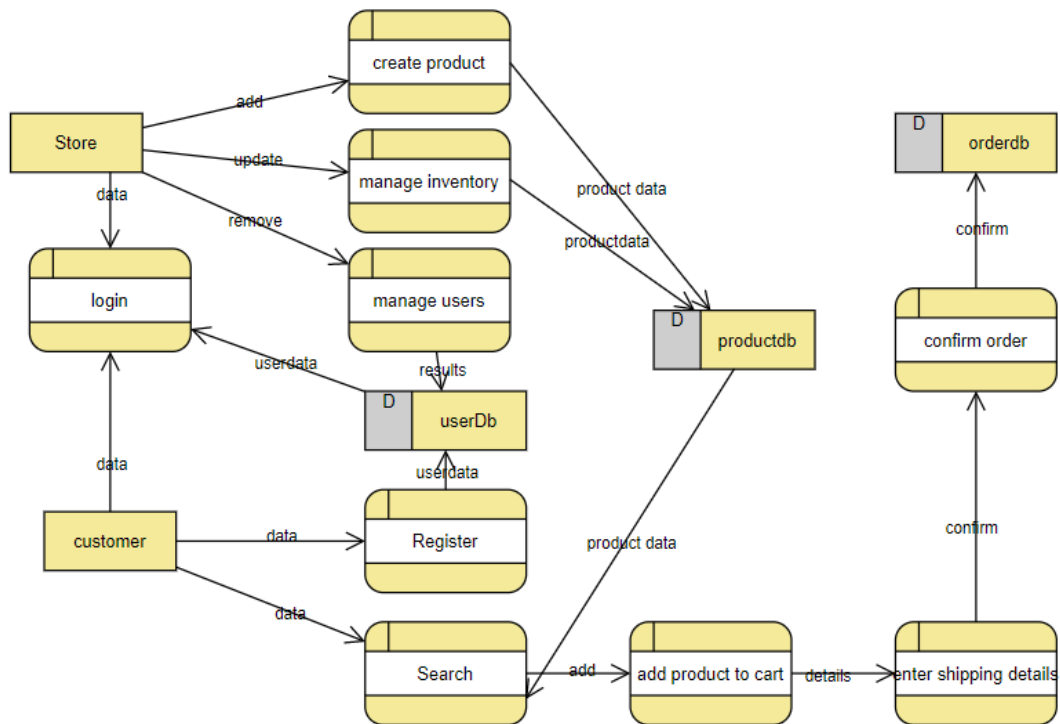 create product
add
Store
D
orderdb
update
manage inventory
data
product data
remove
productdata
confirm
login
manage users
D
productdb
confirm order
userdata
results
D
userDb
userdata
data
customer
data
Register
product data
confirm
data
Search
add
add product to cart
details
enter shipping details